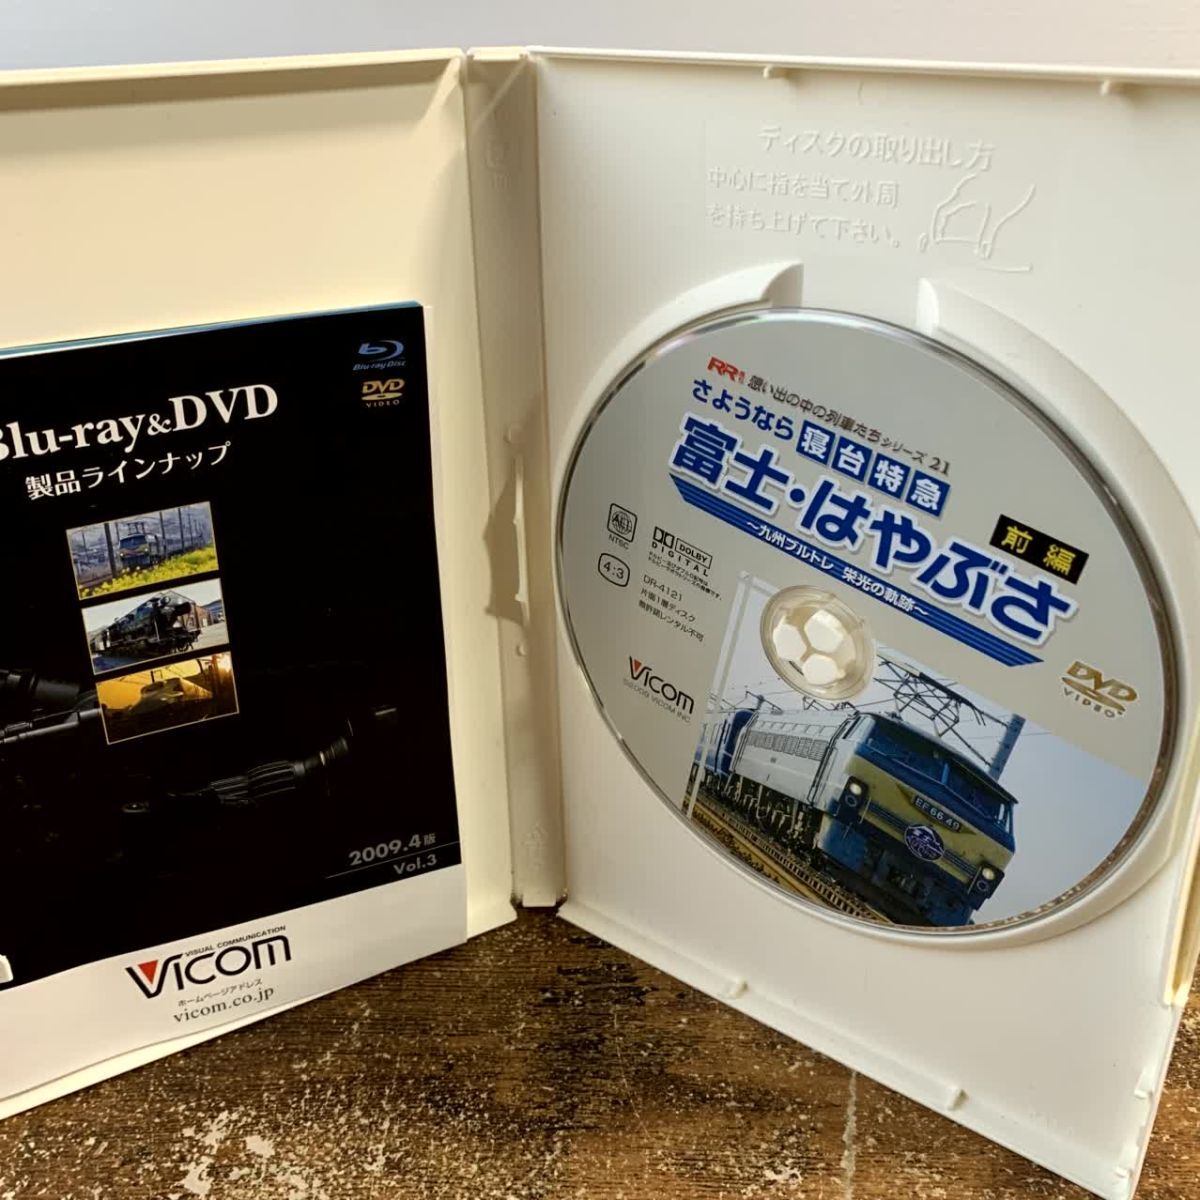 Blu-ray Disc
DVD
VIDEO
Blu-ray&DVD
製品ラインナップ
2009.4版
Vol.3
VISUAL COMMUNICATION
Vicom
ホームページアドレス
vicom.co.jp
ディスクの取り出し方
中心に指を当て外周
を持ち上げて下さい。
RR 想い出の中の列車たちシリーズ21
さようなら寝台特急
富士・はやぶさ
前編
~九州ブルトレ 栄光の軌跡~
NTSC
4:3
DOLBY
DIGITAL
DR-4121
片面1層ディスク
無許諾レンタル不可
Vicom
©2009 VICOM INC.
DVD
VIDEO
EF 66 49